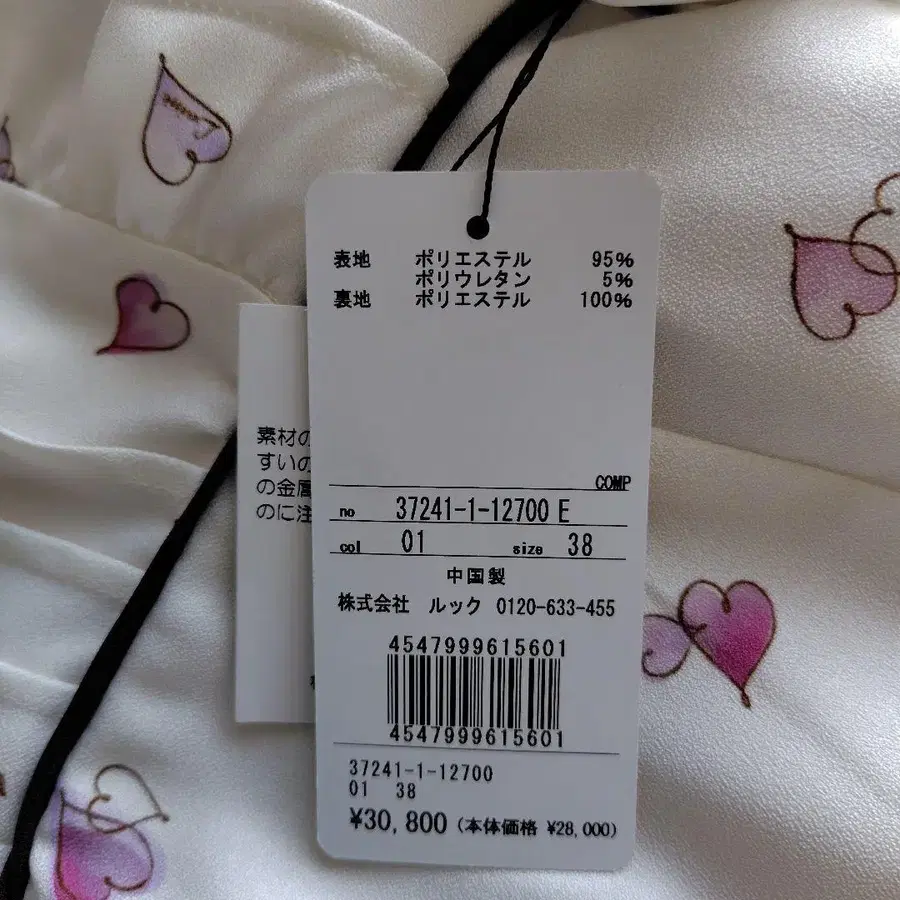 表地 ポリエステル 95%
ポリウレタン 5%
裏地 ポリエステル 100%
COMP
no 37241-1-12700 E
col 01 size 38
中国製
株式会社 ルック 0120-633-455
4547999615601
4547999615601
37241-1-12700
01 38
¥30,800 (本体価格 ¥28,000)
素材の
すいの
の金属
のに注